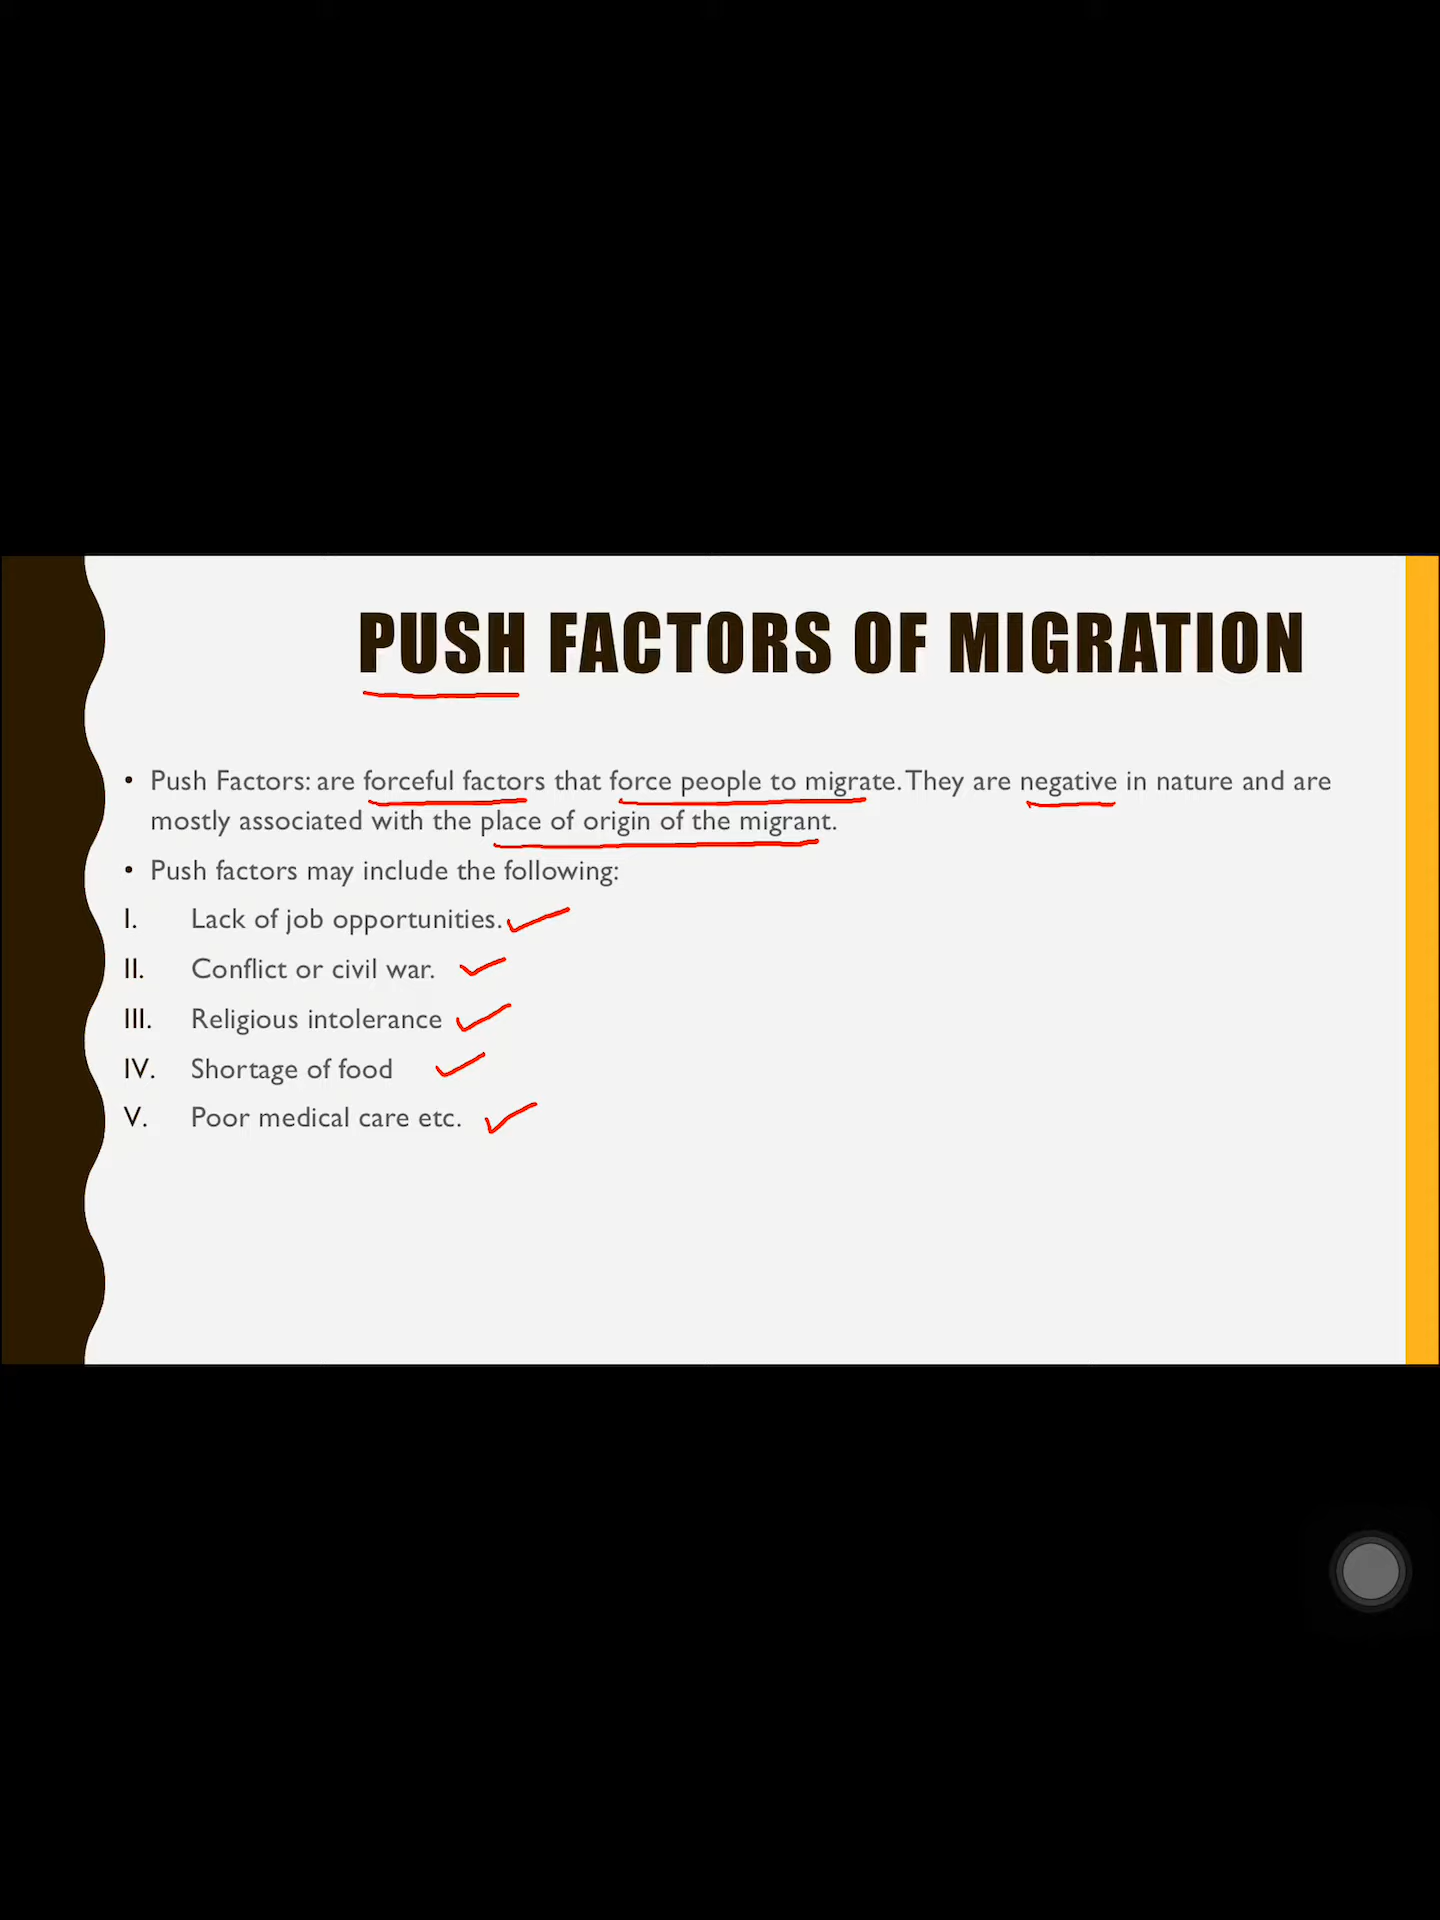 PUSH FACTORS OF MIGRATION
• Push Factors: are forceful factors that force people to migrate. They are negative in nature and are
mostly associated with the place of origin of the migrant.
• Push factors may include the following:
I. Lack of job opportunities.
II. Conflict or civil war.
III. Religious intolerance
IV. Shortage of food
V. Poor medical care etc.